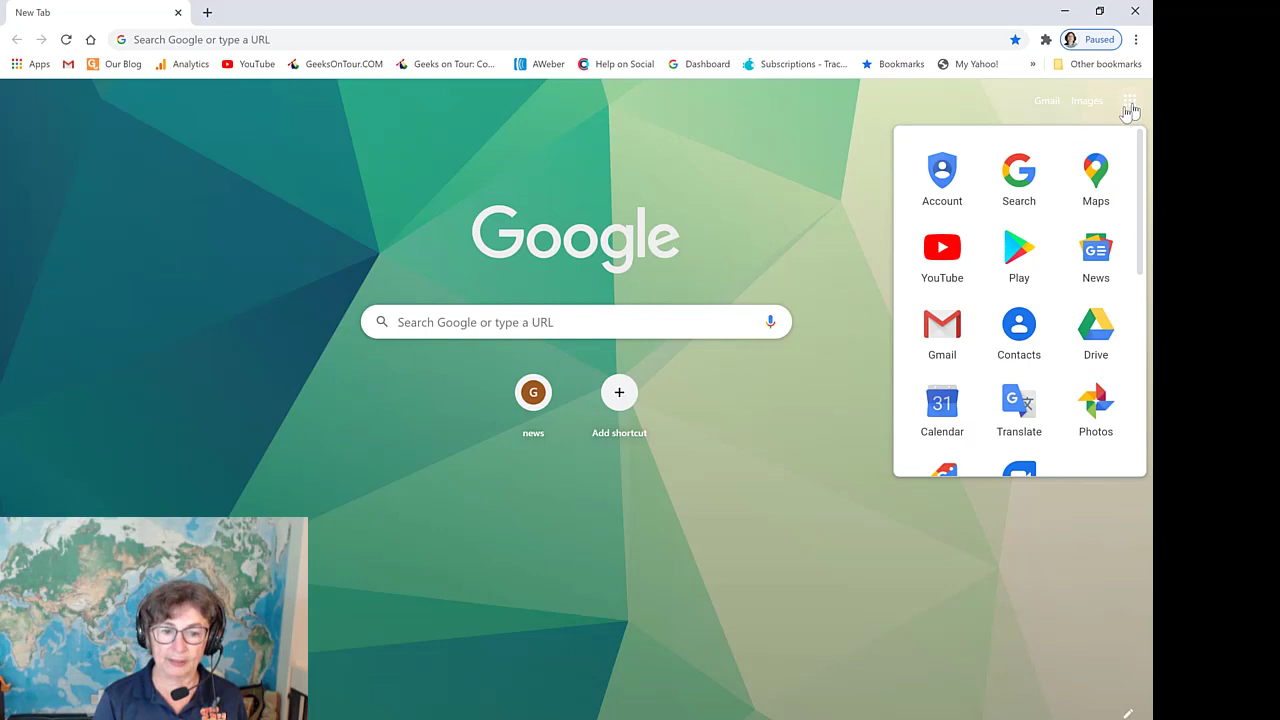 New Tab
Search Google or type a URL
Paused
Apps
Our Blog
Analytics
YouTube
GeeksOnTour.COM
Geeks on Tour: Co...
AWeber
Help on Social
Dashboard
Subscriptions - Trac...
Bookmarks
My Yahoo!
»
Other bookmarks
Gmail
Images
Google
Search Google or type a URL
G
news
Add shortcut
Account
Search
Maps
YouTube
Play
GE
News
Gmail
Contacts
Drive
31
Calendar
G
Translate
Photos